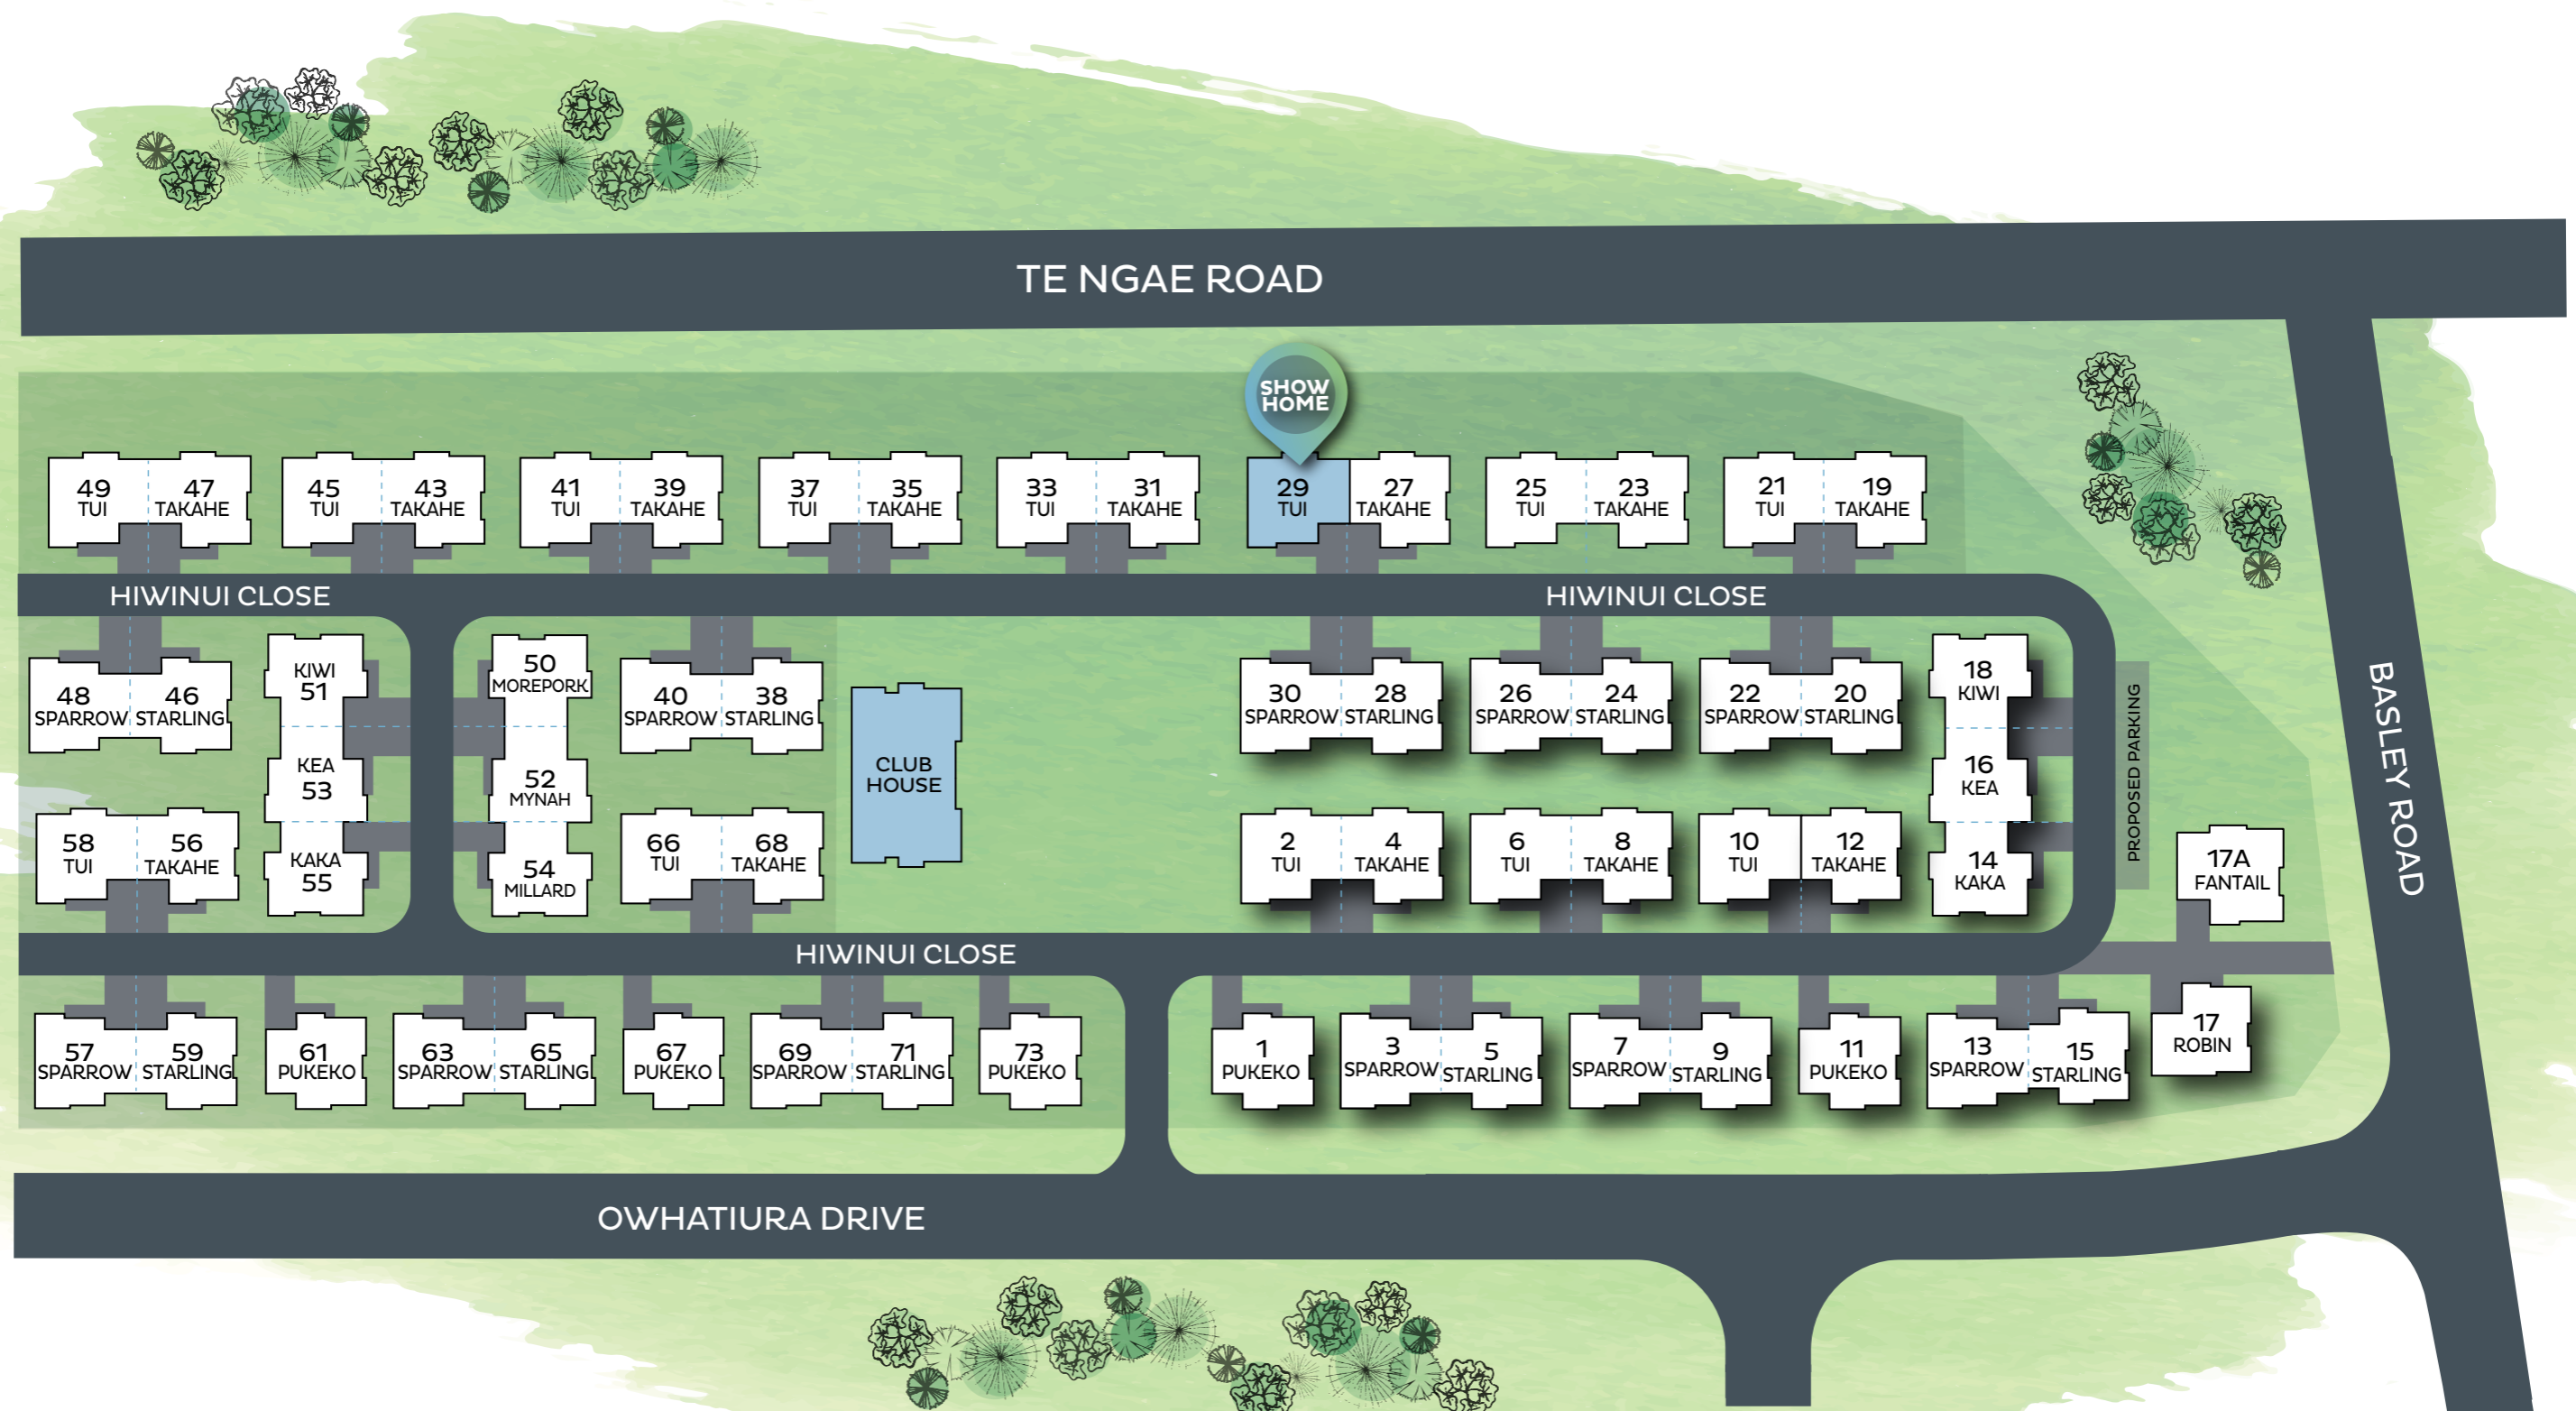 TE NGAE ROAD
SHOW
HOME
49
TUI
47
TAKAHE
45
TUI
43
TAKAHE
41
TUI
39
TAKAHE
37
TUI
35
TAKAHE
33
TUI
31
TAKAHE
29
TUI
27
TAKAHE
25
TUI
23
TAKAHE
21
TUI
19
TAKAHE
HIWINUI CLOSE
HIWINUI CLOSE
48
SPARROW
46
STARLING
KIWI
51
KEA
53
KAKA
55
50
MOREPORK
52
MYNAH
54
MILLARD
40
SPARROW
38
STARLING
CLUB
HOUSE
30
SPARROW
28
STARLING
26
SPARROW
24
STARLING
22
SPARROW
20
STARLING
18
KIWI
16
KEA
14
KAKA
PROPOSED PARKING
BASLEY ROAD
58
TUI
56
TAKAHE
66
TUI
68
TAKAHE
2
TUI
4
TAKAHE
6
TUI
8
TAKAHE
10
TUI
12
TAKAHE
17A
FANTAIL
HIWINUI CLOSE
57
SPARROW
59
STARLING
61
PUKEKO
63
SPARROW
65
STARLING
67
PUKEKO
69
SPARROW
71
STARLING
73
PUKEKO
1
PUKEKO
3
SPARROW
5
STARLING
7
SPARROW
9
STARLING
11
PUKEKO
13
SPARROW
15
STARLING
17
ROBIN
OWHATIURA DRIVE